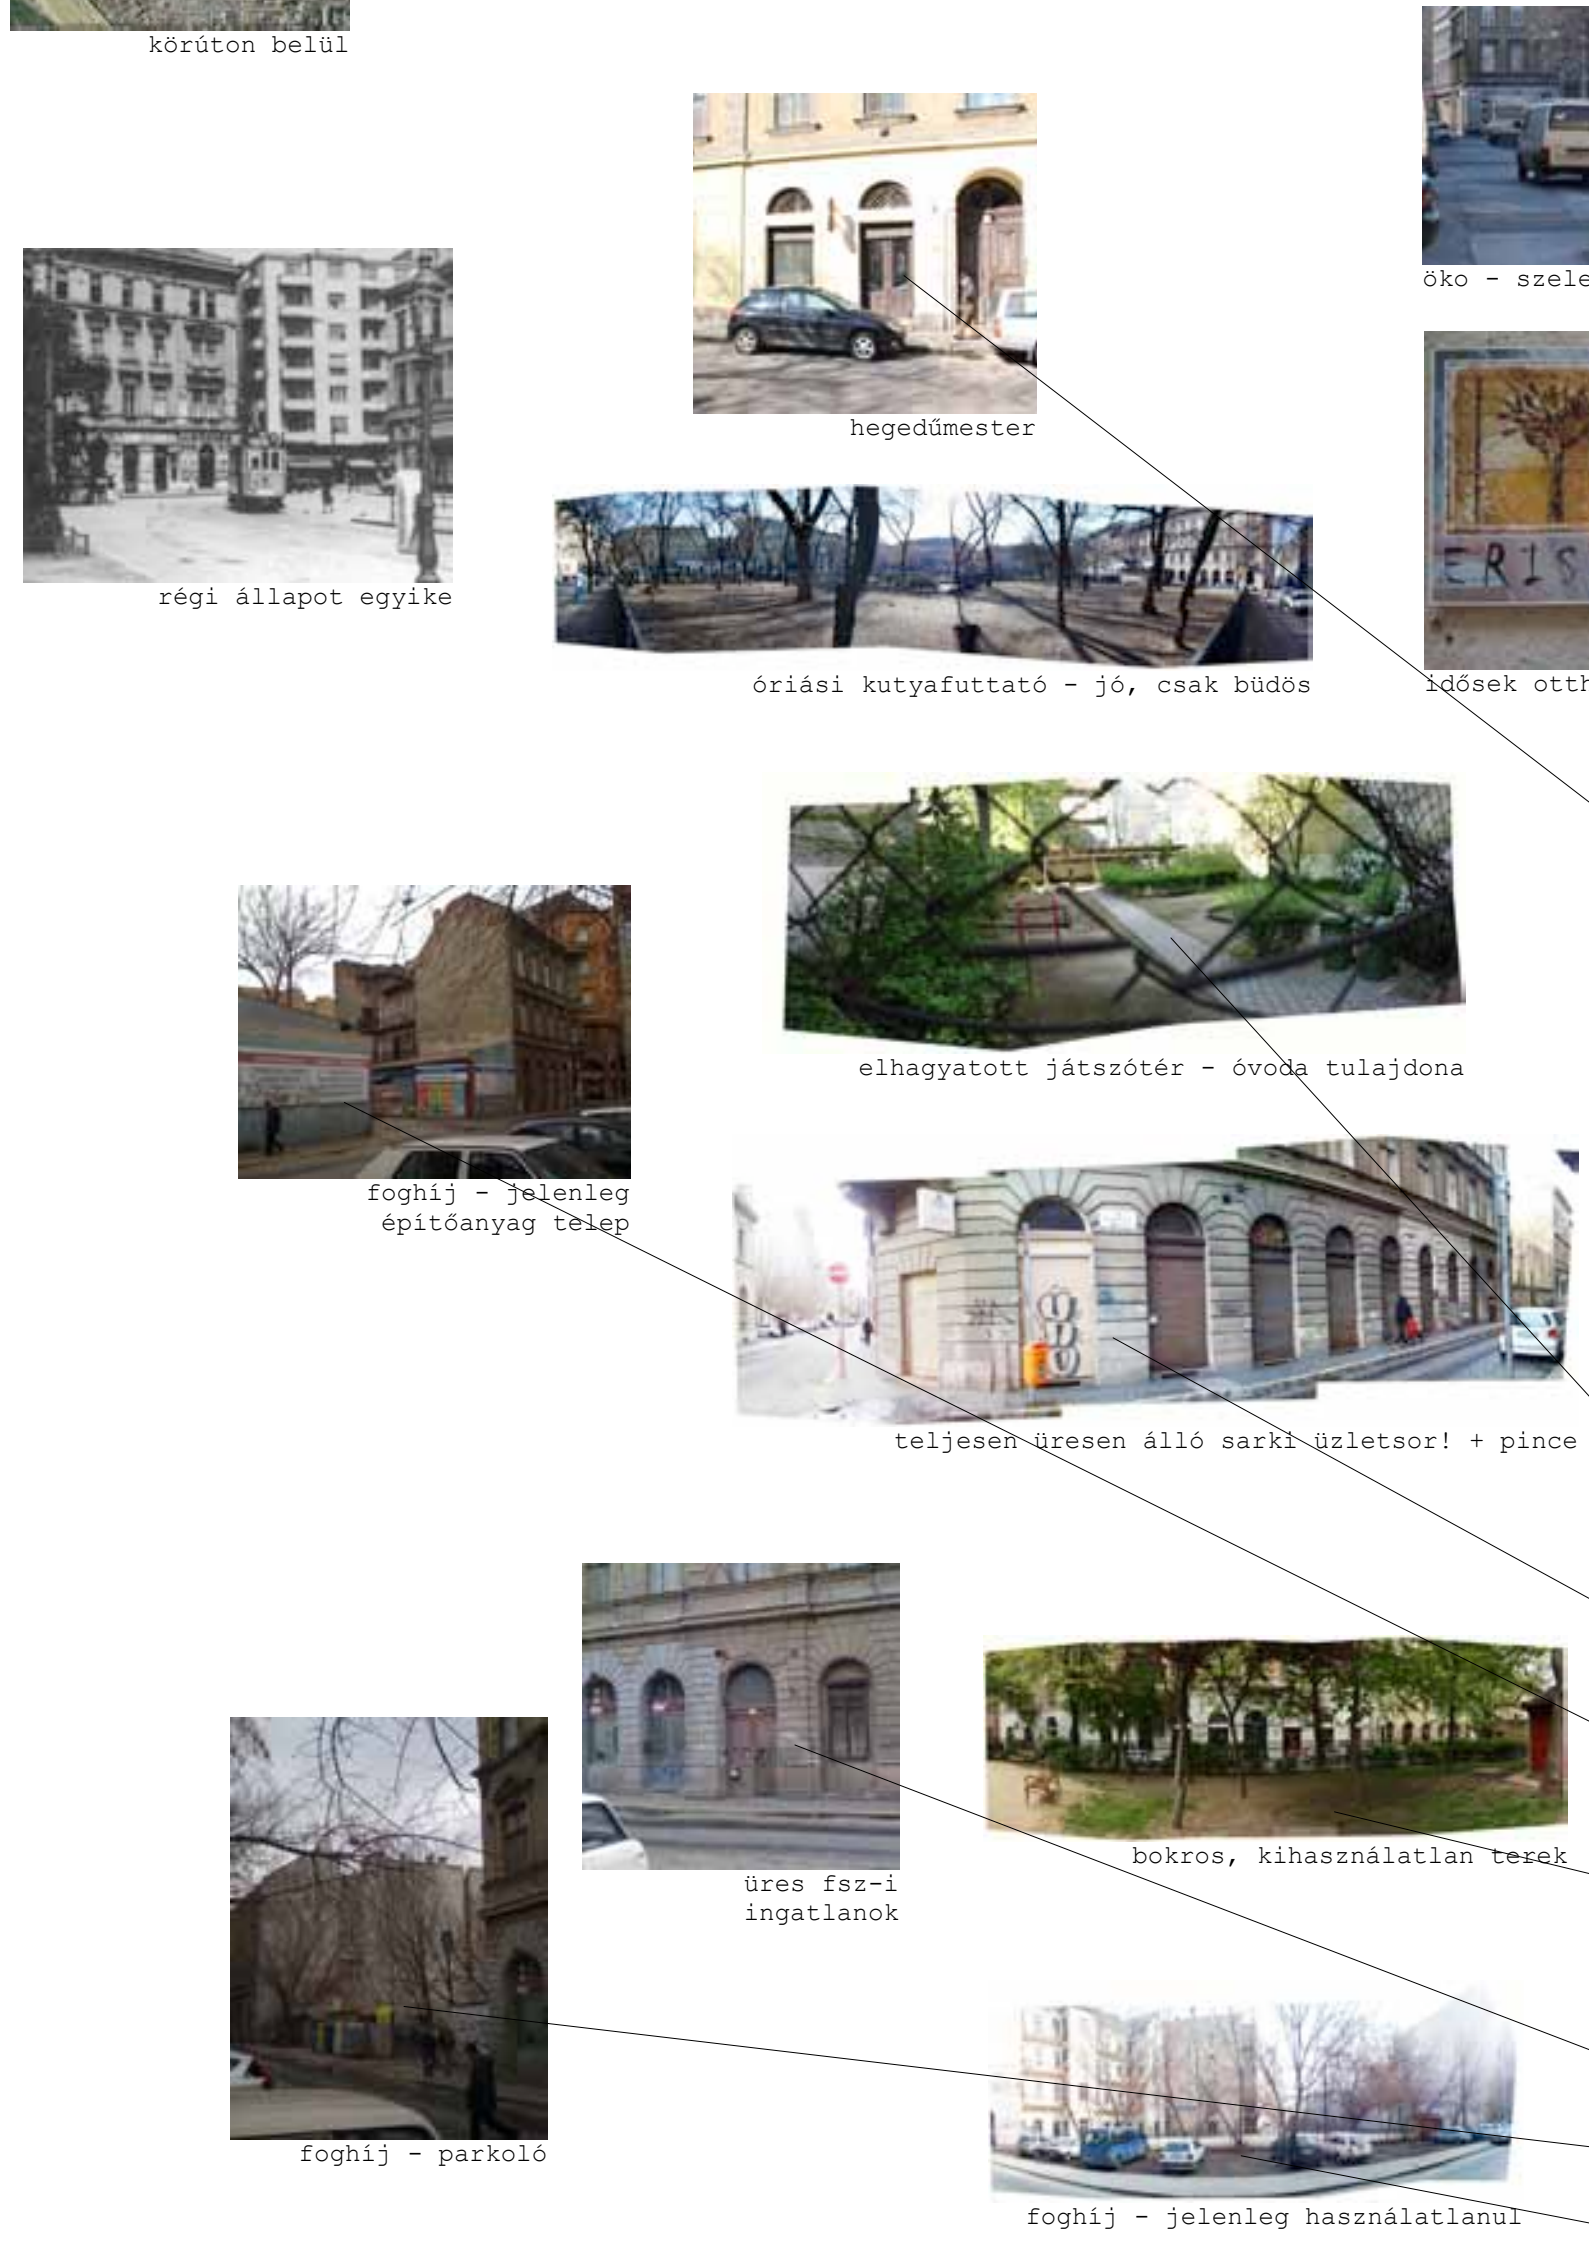 körúton belül
hegedűmester
öko - szele
régi állapot egyike
ERIS
óriási kutyafuttató - jó, csak büdös
idősek otth
elhagyatott játszótér - óvoda tulajdona
foghíj - jelenleg
építőanyag telep
teljesen üresen álló sarki üzletsor! + pince
bokros, kihasználatlan terek
üres fsz-i
ingatlanok
foghíj - parkoló
foghíj - jelenleg használatlanul